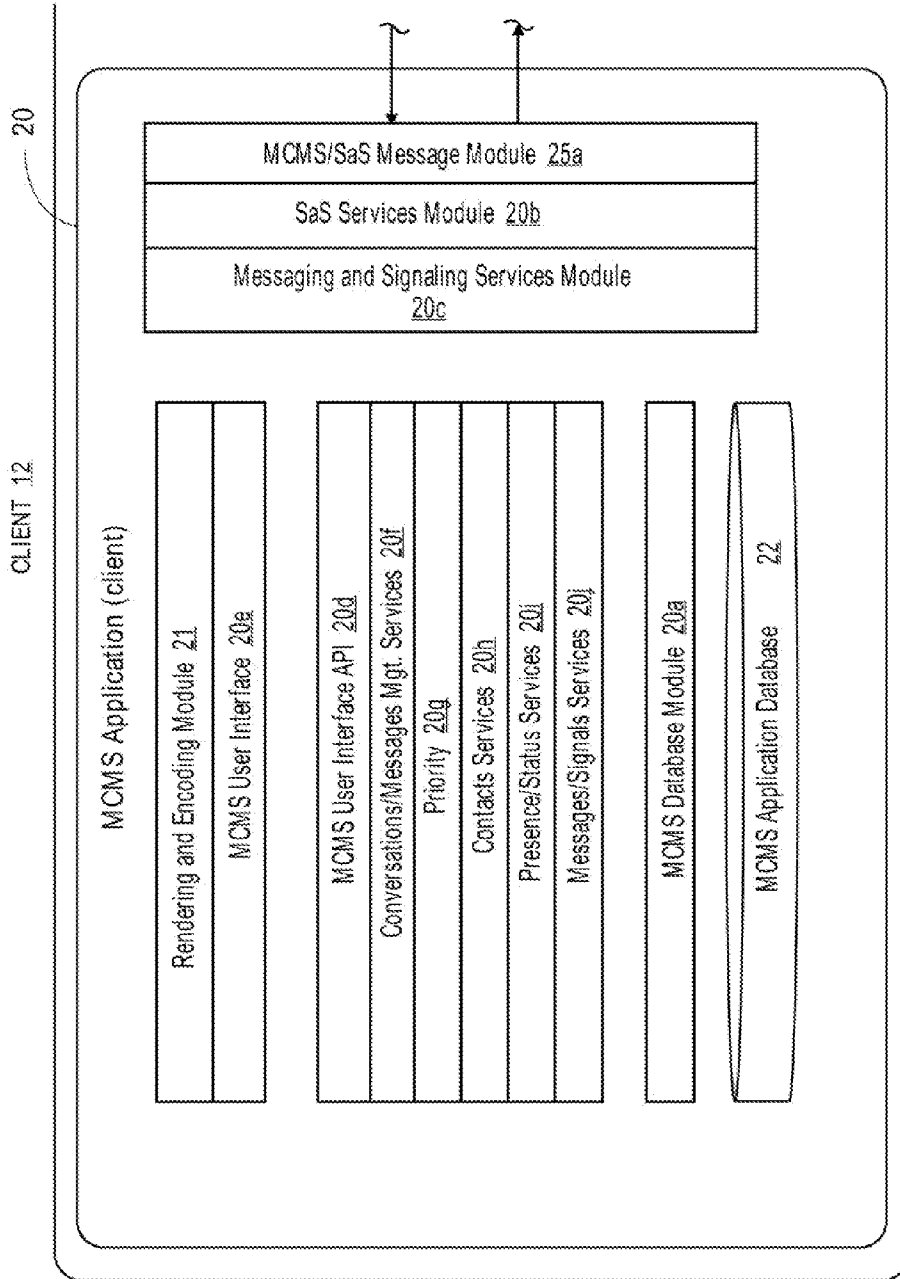 CLIENT 12
20
MCMS Application (client)
Rendering and Encoding Module 21
MCMS User Interface 20e
MCMS User Interface API 20d
Conversations/Messages Mgt. Services 20f
Priority 20g
Contacts Services 20h
Presence/Status Services 20i
Messages/Signals Services 20j
MCMS Database Module 20a
MCMS Application Database 22
Messaging and Signaling Services Module
20c
SaS Services Module 20b
MCMS/SaS Message Module 25a